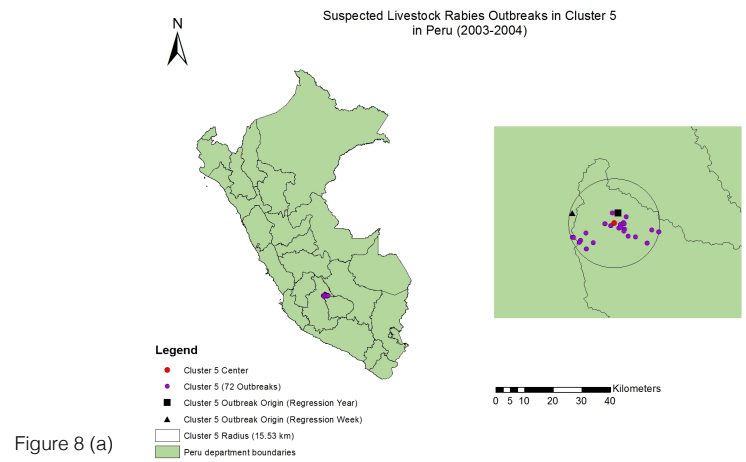 Suspected Livestock Rabies Outbreaks in Cluster 5
in Peru (2003-2004)
N
Legend
Cluster 5 Center
Cluster 5 (72 Outbreaks)
Cluster 5 Outbreak Origin (Regression Year)
Cluster 5 Outbreak Origin (Regression Week)
Cluster 5 Radius (15.53 km)
Peru department boundaries
Kilometers
0 5 10 20 30 40
Figure 8 (a)